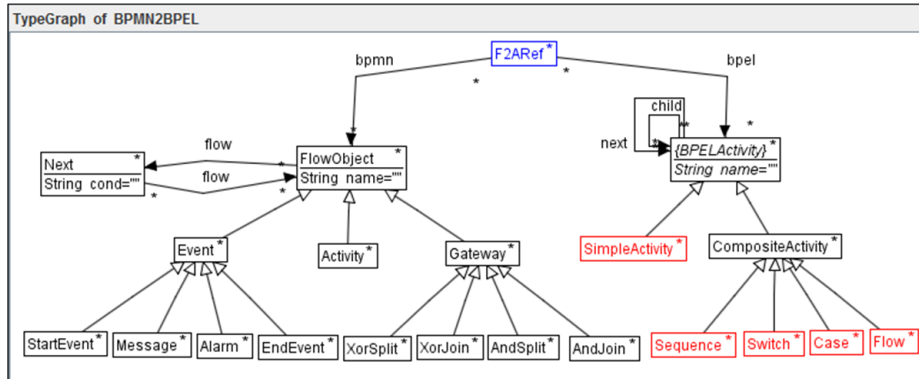 TypeGraph of BPMN2BPEL
F2ARef *
bpmn
bpel
*
*
child
**
*
*
*
next
flow
Next *
String cond=""
*
FlowObject *
String name=""
*
flow
*
{BPELActivity} *
String name=""
Event *
Activity *
Gateway *
SimpleActivity *
CompositeActivity *
StartEvent *
Message *
Alarm *
EndEvent *
XorSplit *
XorJoin *
AndSplit *
AndJoin *
Sequence *
Switch *
Case *
Flow *